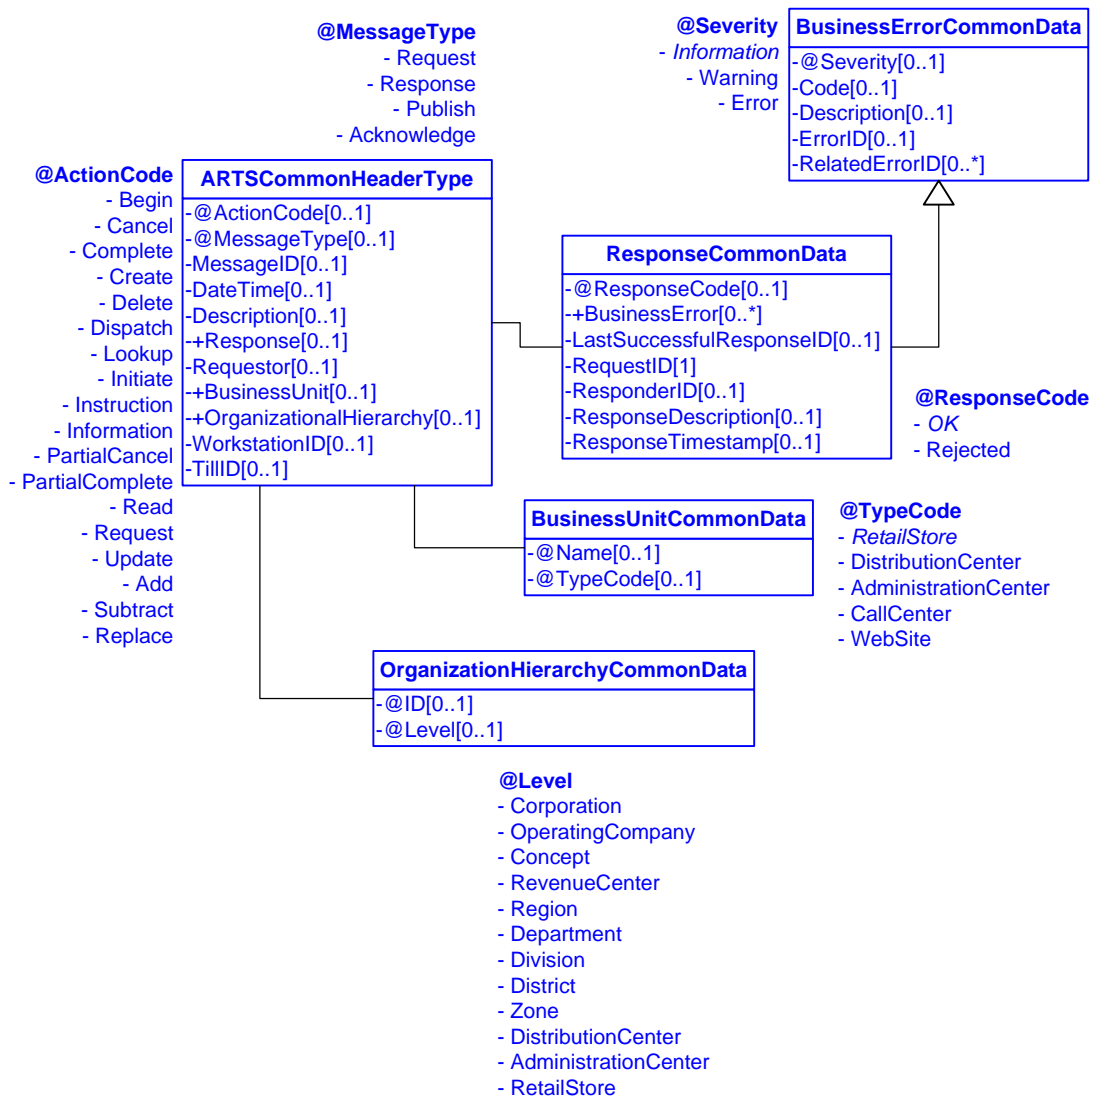 @MessageType
- Request
- Response
- Publish
- Acknowledge
@Severity
- Information
- Warning
- Error
BusinessErrorCommonData
-@Severity[0..1]
-Code[0..1]
-Description[0..1]
-ErrorID[0..1]
-RelatedErrorID[0..*]
@ActionCode
- Begin
- Cancel
- Complete
- Create
- Delete
- Dispatch
- Lookup
- Initiate
- Instruction
- Information
- PartialCancel
- PartialComplete
- Read
- Request
- Update
- Add
- Subtract
- Replace
ARTSCommonHeaderType
-@ActionCode[0..1]
-@MessageType[0..1]
-MessageID[0..1]
-DateTime[0..1]
-Description[0..1]
-+Response[0..1]
-Requestor[0..1]
-+BusinessUnit[0..1]
-+OrganizationalHierarchy[0..1]
-WorkstationID[0..1]
-TillID[0..1]
ResponseCommonData
-@ResponseCode[0..1]
-+BusinessError[0..*]
-LastSuccessfulResponseID[0..1]
-RequestID[1]
-ResponderID[0..1]
-ResponseDescription[0..1]
-ResponseTimestamp[0..1]
@ResponseCode
- OK
- Rejected
BusinessUnitCommonData
-@Name[0..1]
-@TypeCode[0..1]
@TypeCode
- RetailStore
- DistributionCenter
- AdministrationCenter
- CallCenter
- WebSite
OrganizationHierarchyCommonData
-@ID[0..1]
-@Level[0..1]
@Level
- Corporation
- OperatingCompany
- Concept
- RevenueCenter
- Region
- Department
- Division
- District
- Zone
- DistributionCenter
- AdministrationCenter
- RetailStore